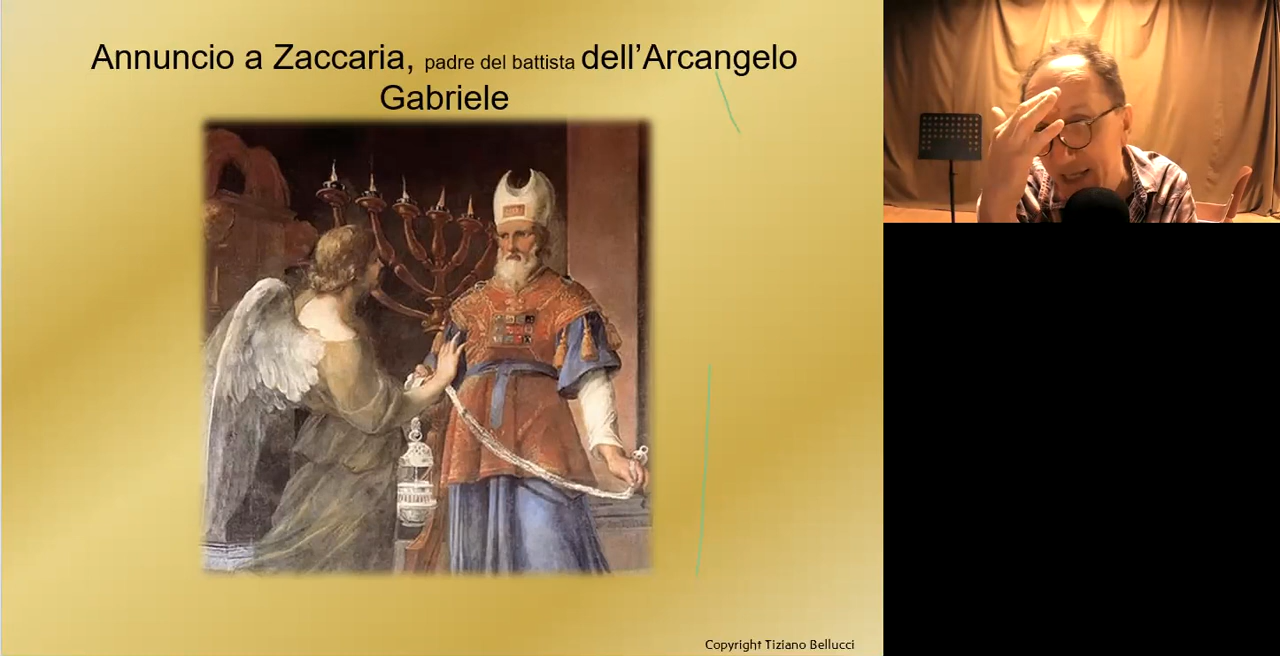 Annuncio a Zaccaria, padre del battista dell’Arcangelo
Gabriele
Copyright Tiziano Bellucci